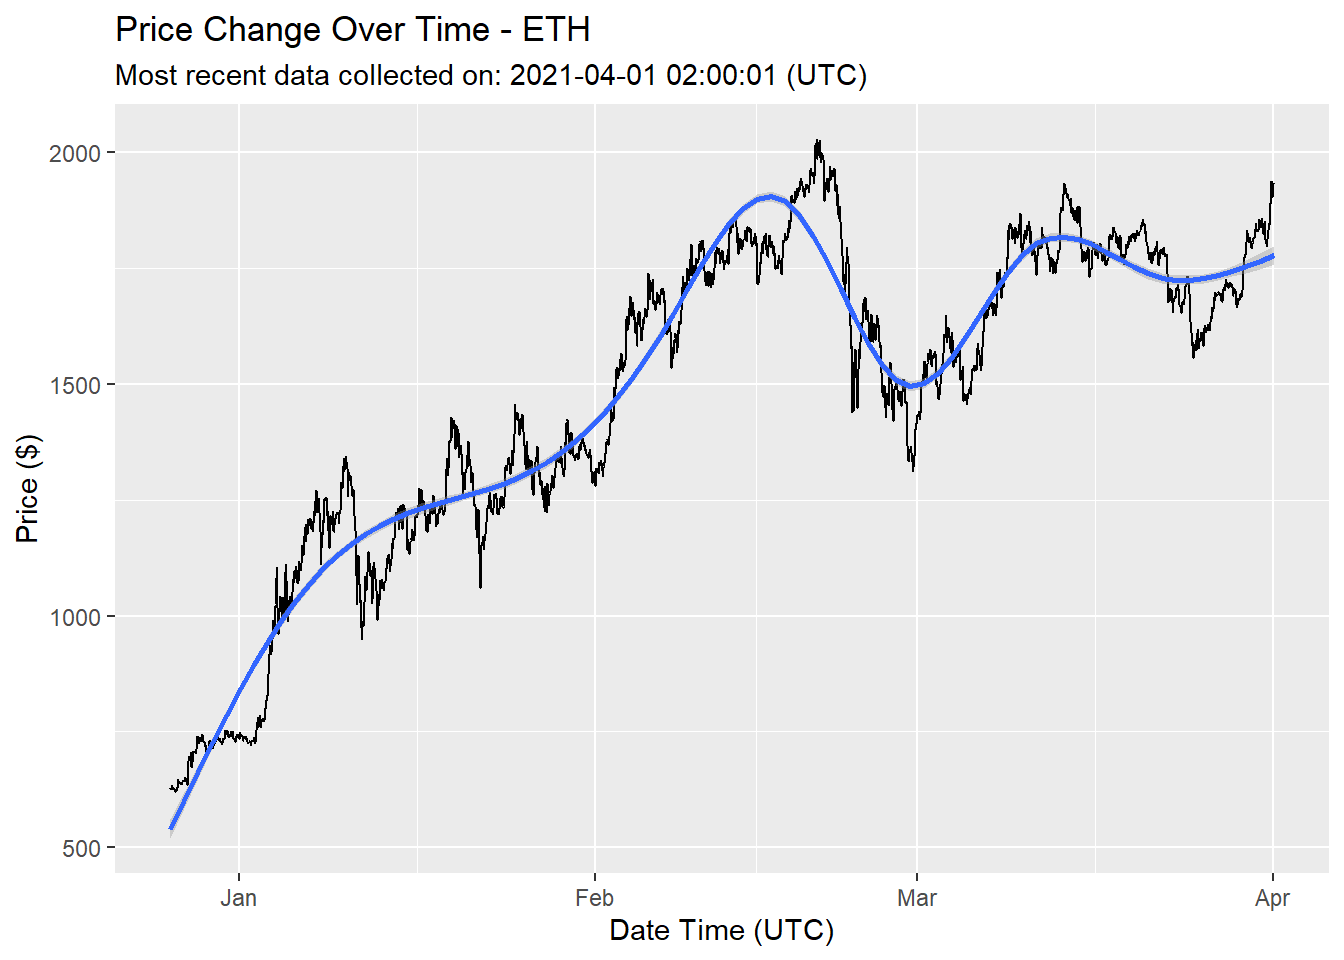 Price Change Over Time - ETH
Most recent data collected on: 2021-04-01 02:00:01 (UTC)
Price ($)
2000
1500
1000
500
Jan Feb Mar Apr
Date Time (UTC)